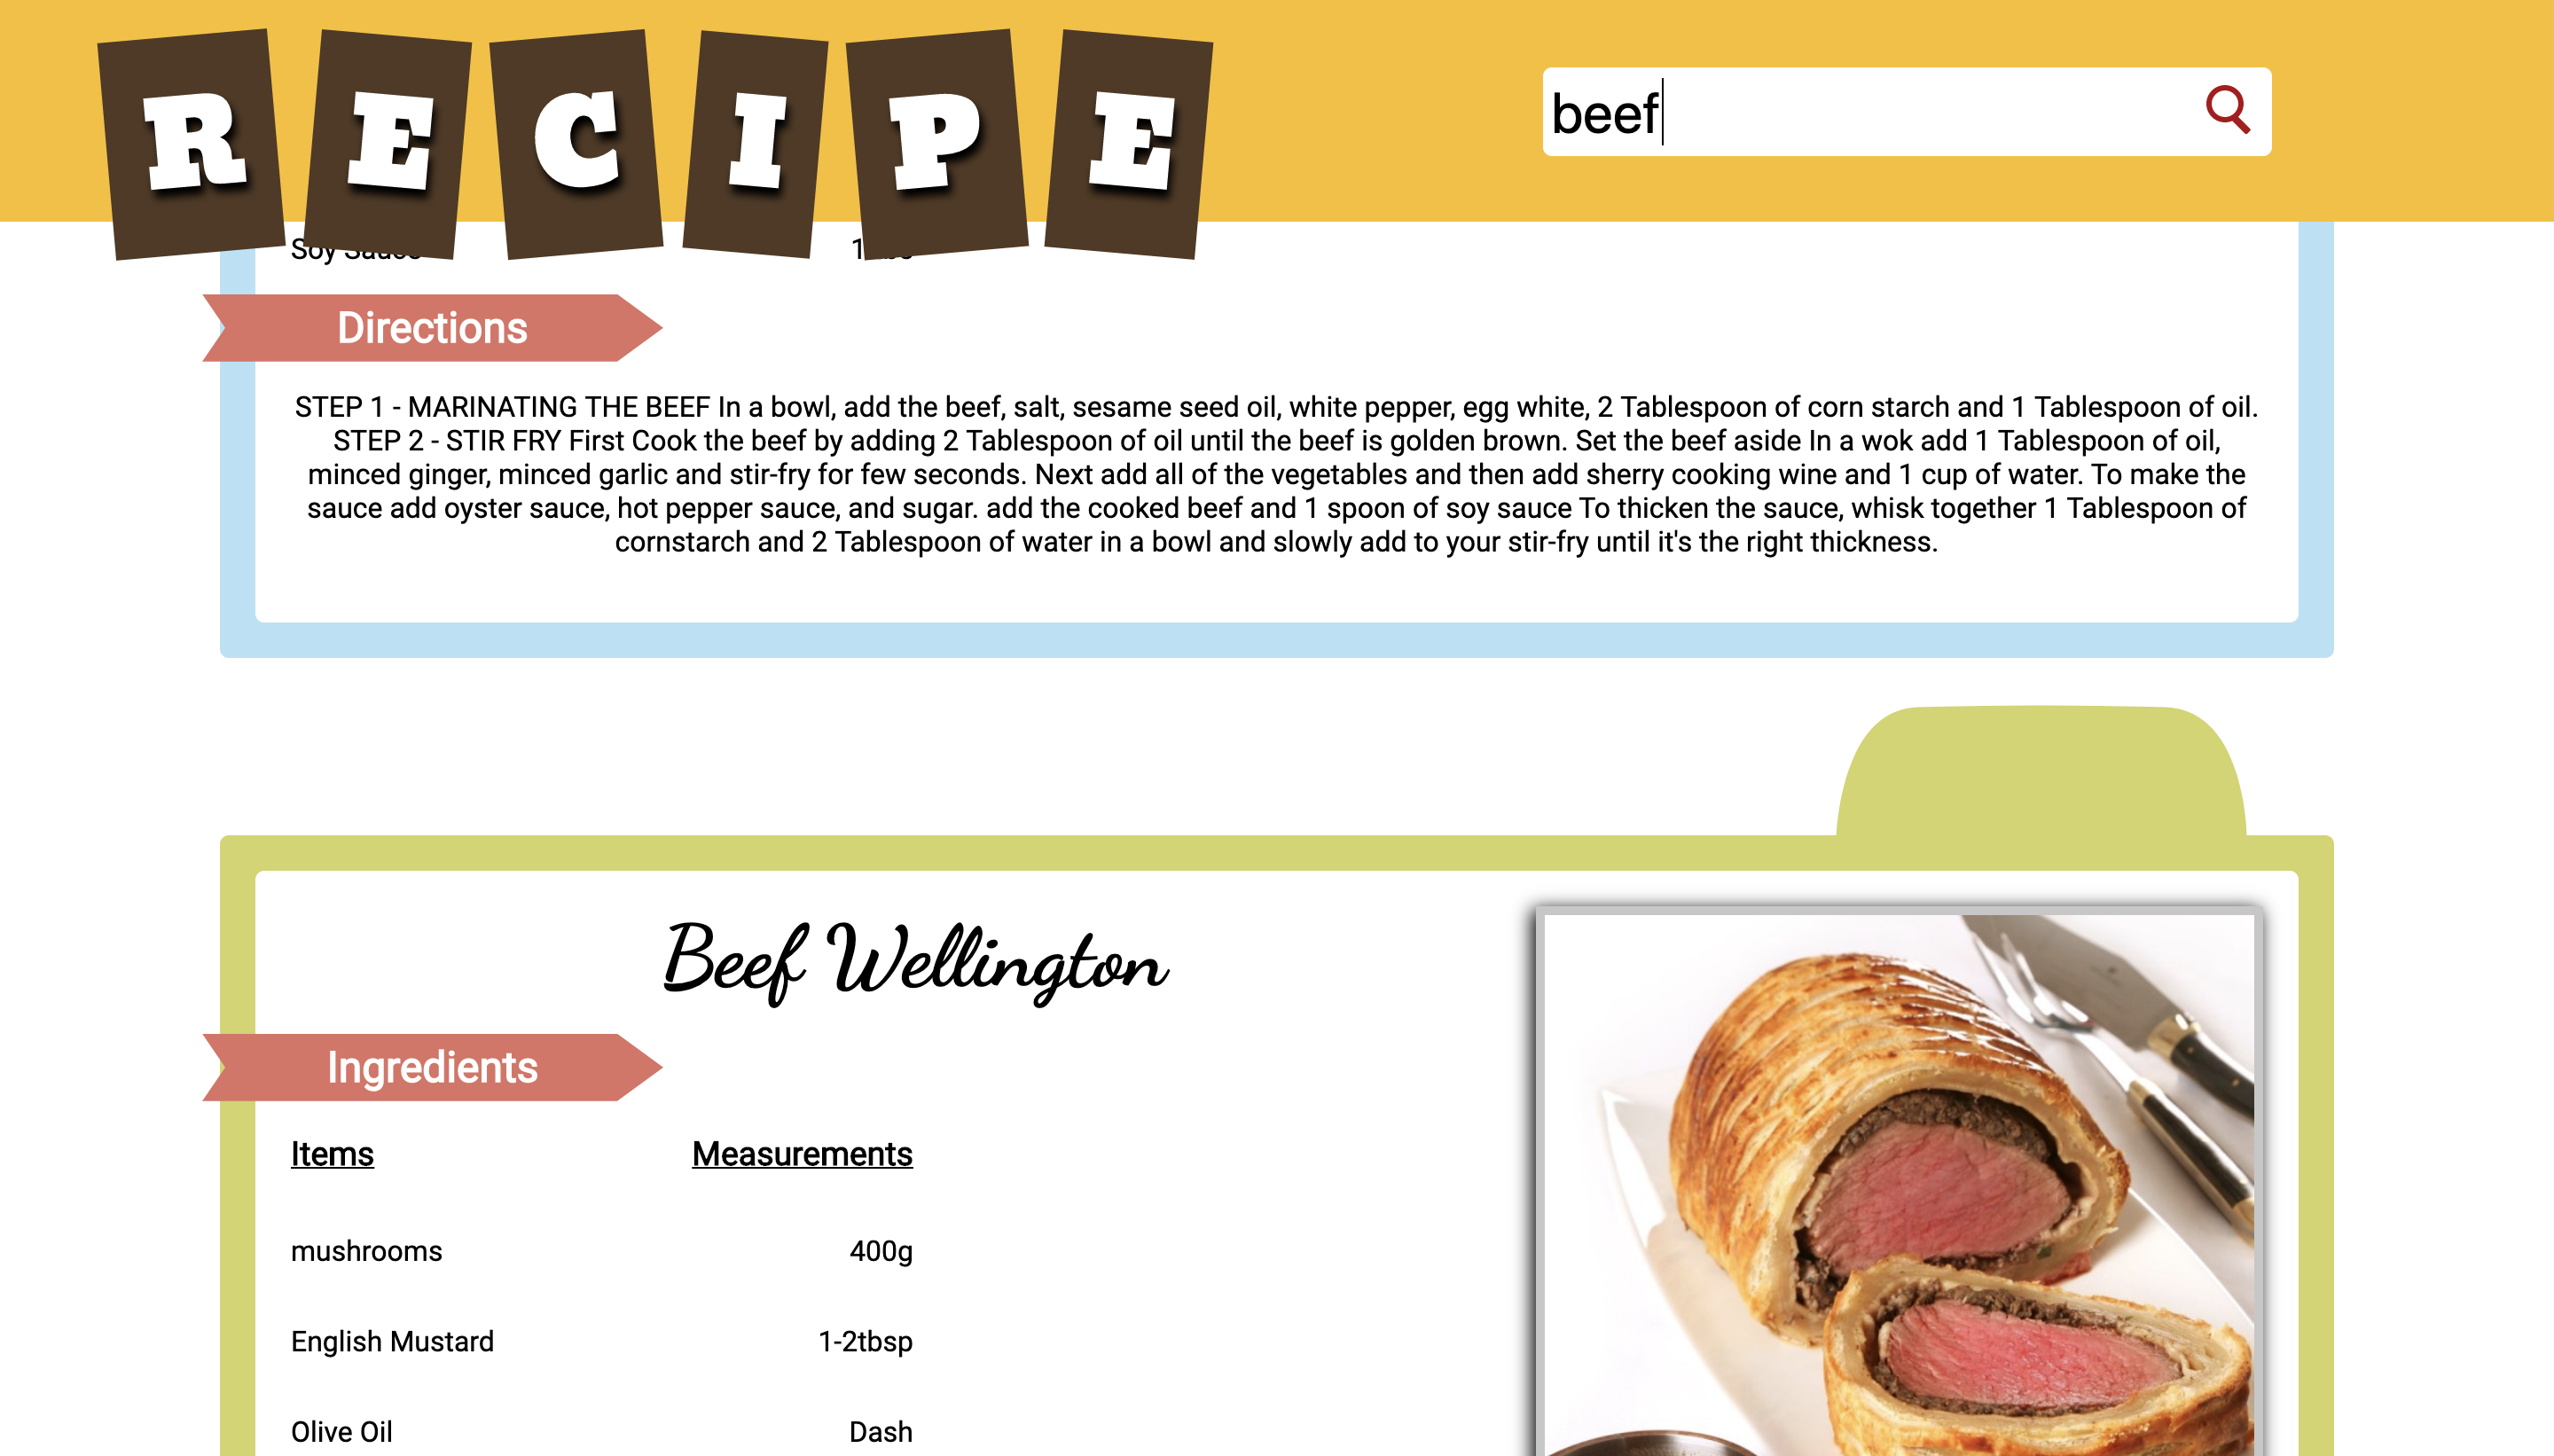 RECIPE
beef
Soy Sauce
Directions
STEP 1 - MARINATING THE BEEF In a bowl, add the beef, salt, sesame seed oil, white pepper, egg white, 2 Tablespoon of corn starch and 1 Tablespoon of oil.
STEP 2 - STIR FRY First Cook the beef by adding 2 Tablespoon of oil until the beef is golden brown. Set the beef aside In a wok add 1 Tablespoon of oil,
minced ginger, minced garlic and stir-fry for few seconds. Next add all of the vegetables and then add sherry cooking wine and 1 cup of water. To make the
sauce add oyster sauce, hot pepper sauce, and sugar. add the cooked beef and 1 spoon of soy sauce To thicken the sauce, whisk together 1 Tablespoon of
cornstarch and 2 Tablespoon of water in a bowl and slowly add to your stir-fry until it's the right thickness.
Beef Wellington
Ingredients
Items Measurements
mushrooms 400g
English Mustard 1-2tbsp
Olive Oil Dash